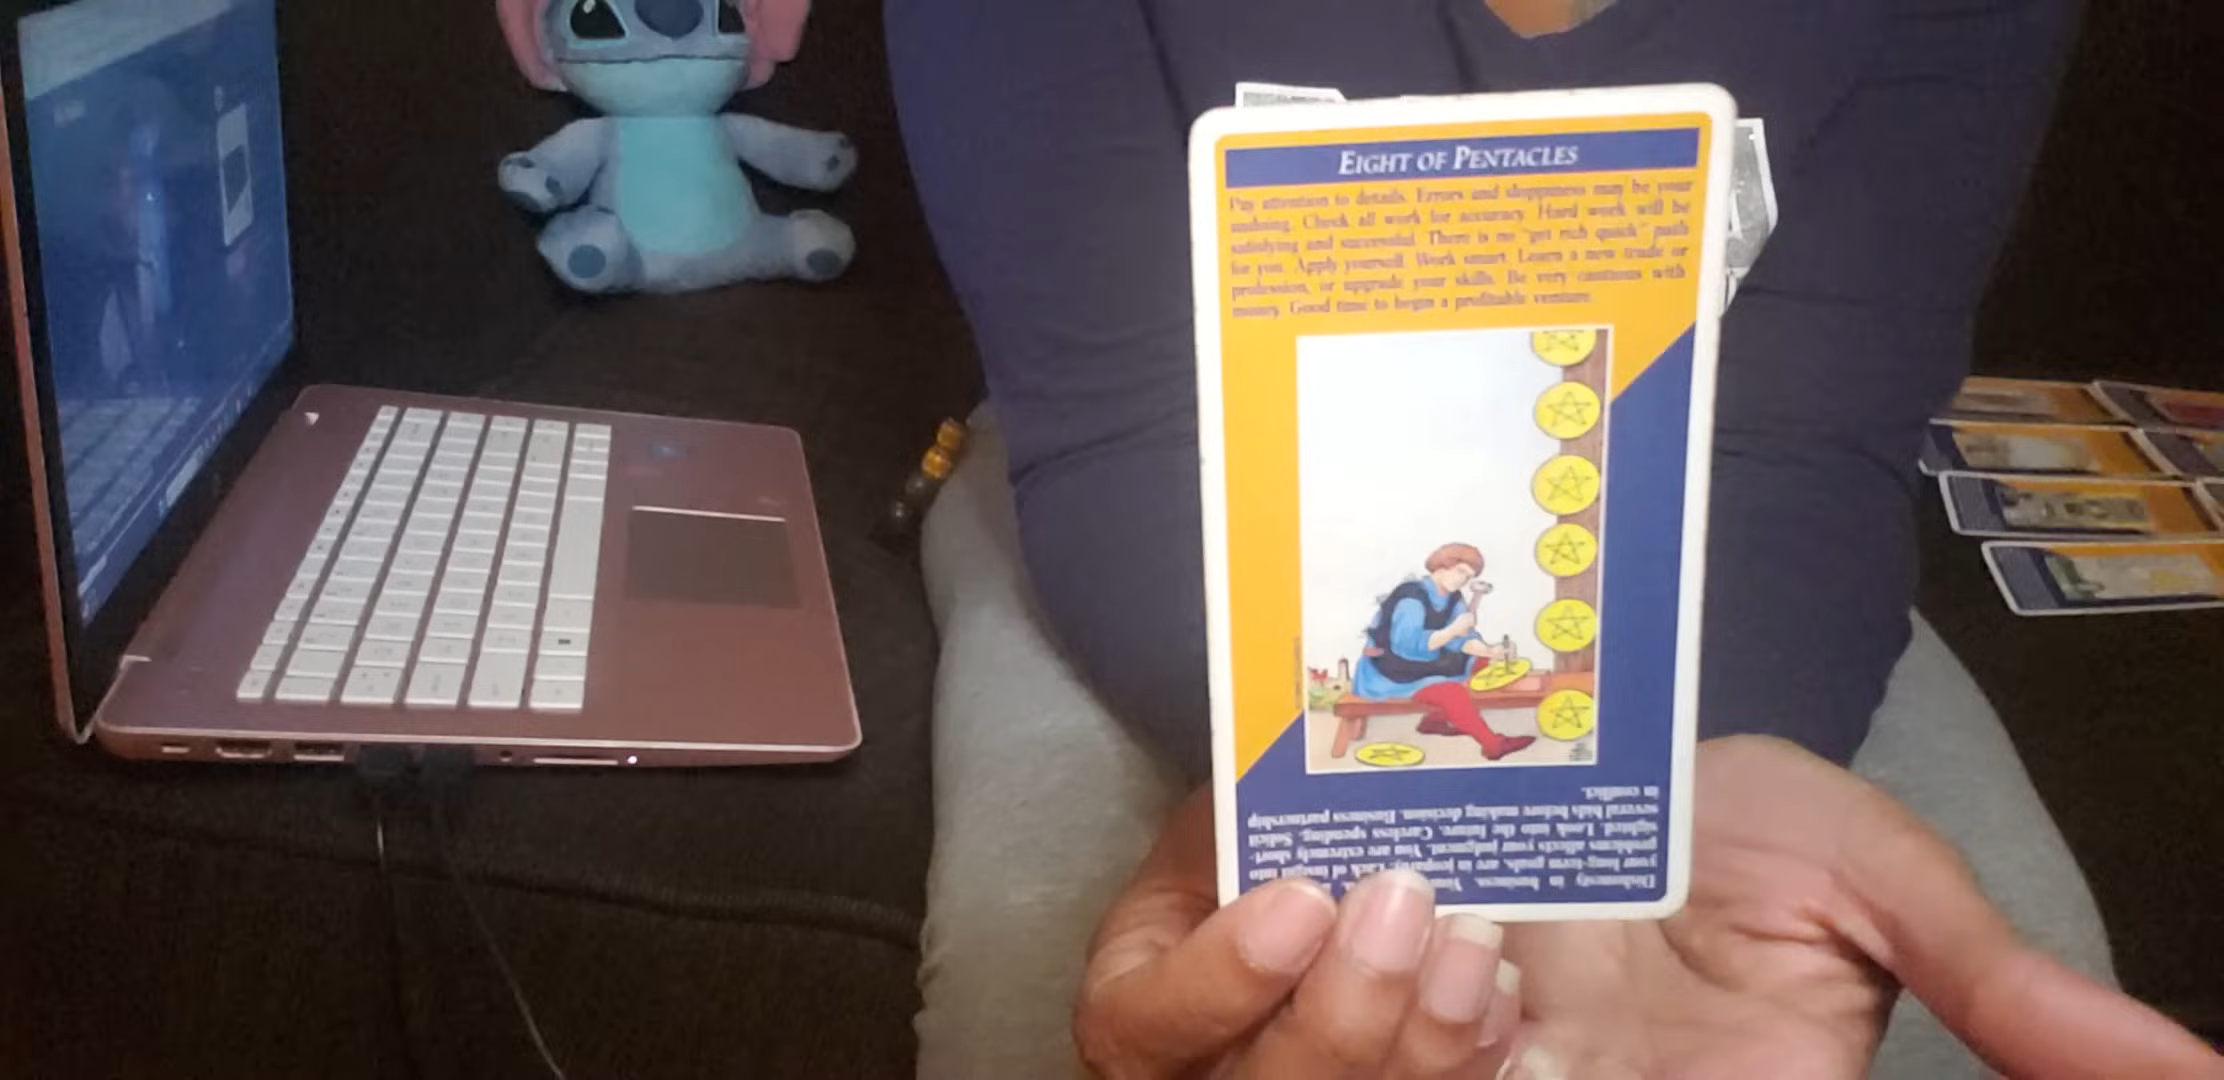 EIGHT OF PENTACLES
Pay attention to details. Errors and sloppiness may be your
undoing. Check all work for accuracy. Hard work will be
satisfying and successful. There is no "get rich quick" path
for you. Apply yourself. Work smart. Learn a new trade or
profession, or upgrade your skills. Be very cautious with
money. Good time to begin a profitable venture.
Dishonesty in business. Your
your long-term goals, are in jeopardy. Lack of insight into
problems affects your judgment. You are extremely short-
sighted. Look into the future. Careless spending. Solicit
several bids before making decision. Business partnership
in conflict.